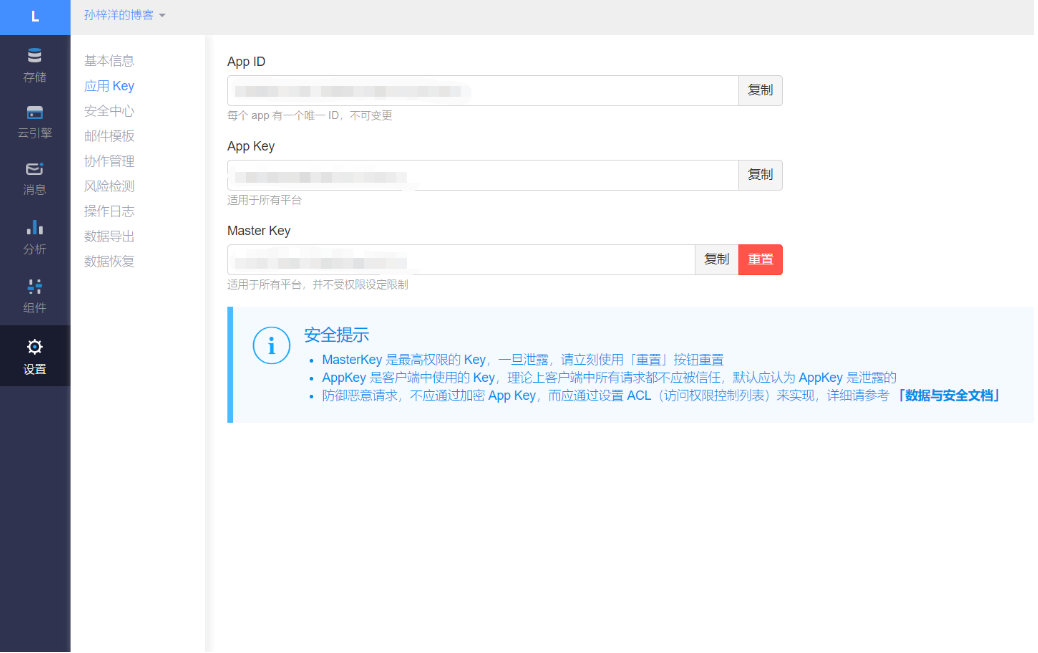 L
孙梓洋的博客
存储
云引擎
消息
分析
组件
设置
基本信息
应用 Key
安全中心
邮件模板
协作管理
风险检测
操作日志
数据导出
数据恢复
App ID
复制
每个 app 有一个唯一 ID，不可变更
App Key
复制
适用于所有平台
Master Key
复制
重置
适用于所有平台，并不受权限设定限制
安全提示
MasterKey 是最高权限的 Key，一旦泄露，请立刻使用「重置」按钮重置
AppKey 是客户端中使用的 Key，理论上客户端中所有请求都不应被信任，默认应认为 AppKey 是泄露的
防御恶意请求，不应通过加密 App Key，而应通过设置 ACL（访问权限控制列表）来实现，详细请参考 「数据与安全文档」